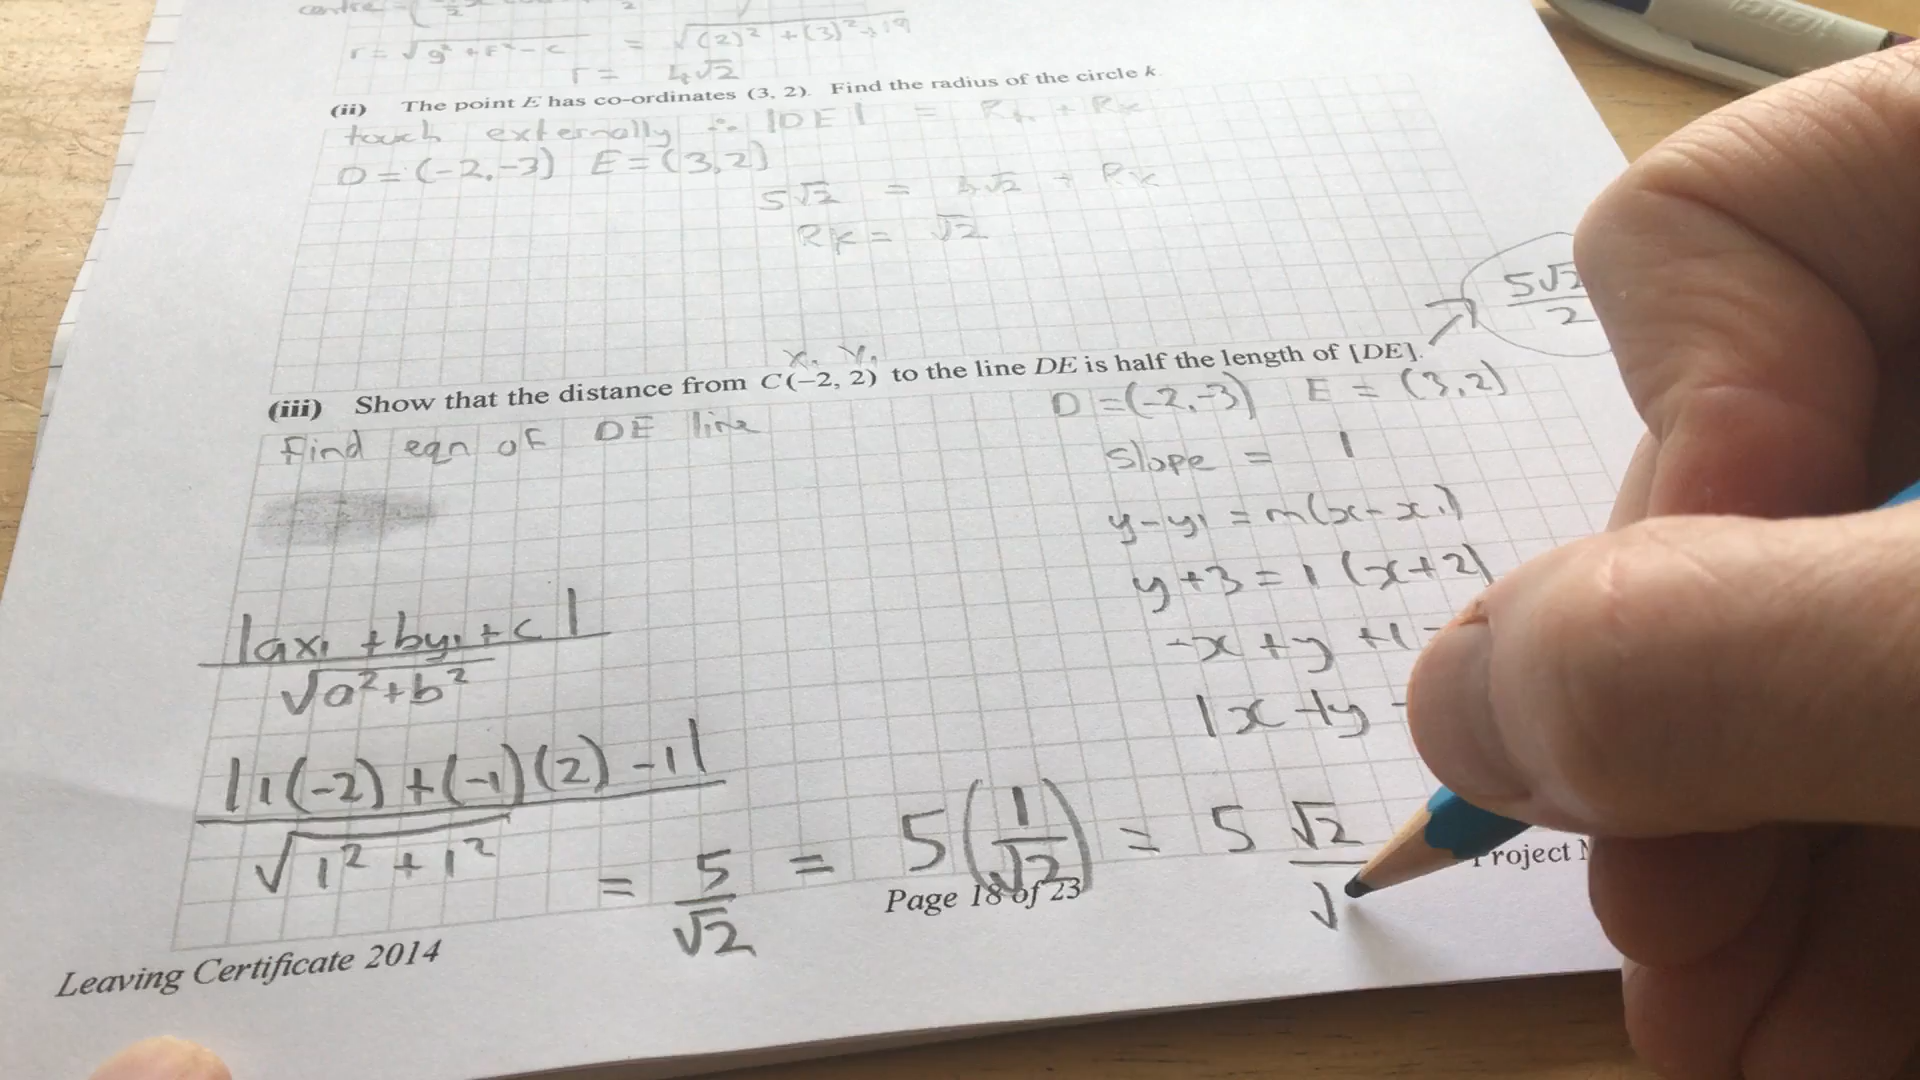 centre
r = √g² + F² - c = √(2)² + (3)² + 19
r = 4√2
(ii) The point E has co-ordinates (3, 2). Find the radius of the circle k.
touch externally ∴ |DE| = Rh + Rk
D = (-2,-3) E = (3,2)
5√2 = 4√2 + Rk
Rk = √2
5√2
2
x₁ y₁
(iii) Show that the distance from C(−2, 2) to the line DE is half the length of [DE].
Find eqn of DE line
D = (-2,-3) E = (3,2)
Slope = 1
y - y₁ = m(x - x₁)
y + 3 = 1 (x + 2)
-x + y + 1
1x - 1y
|ax₁ + by₁ + c|
√a² + b²
|1(-2) + (-1)(2) - 1|
√1² + 1²
= 5/√2 = 5(1/√2) = 5 √2
√
Page 18 of 23
Project
Leaving Certificate 2014